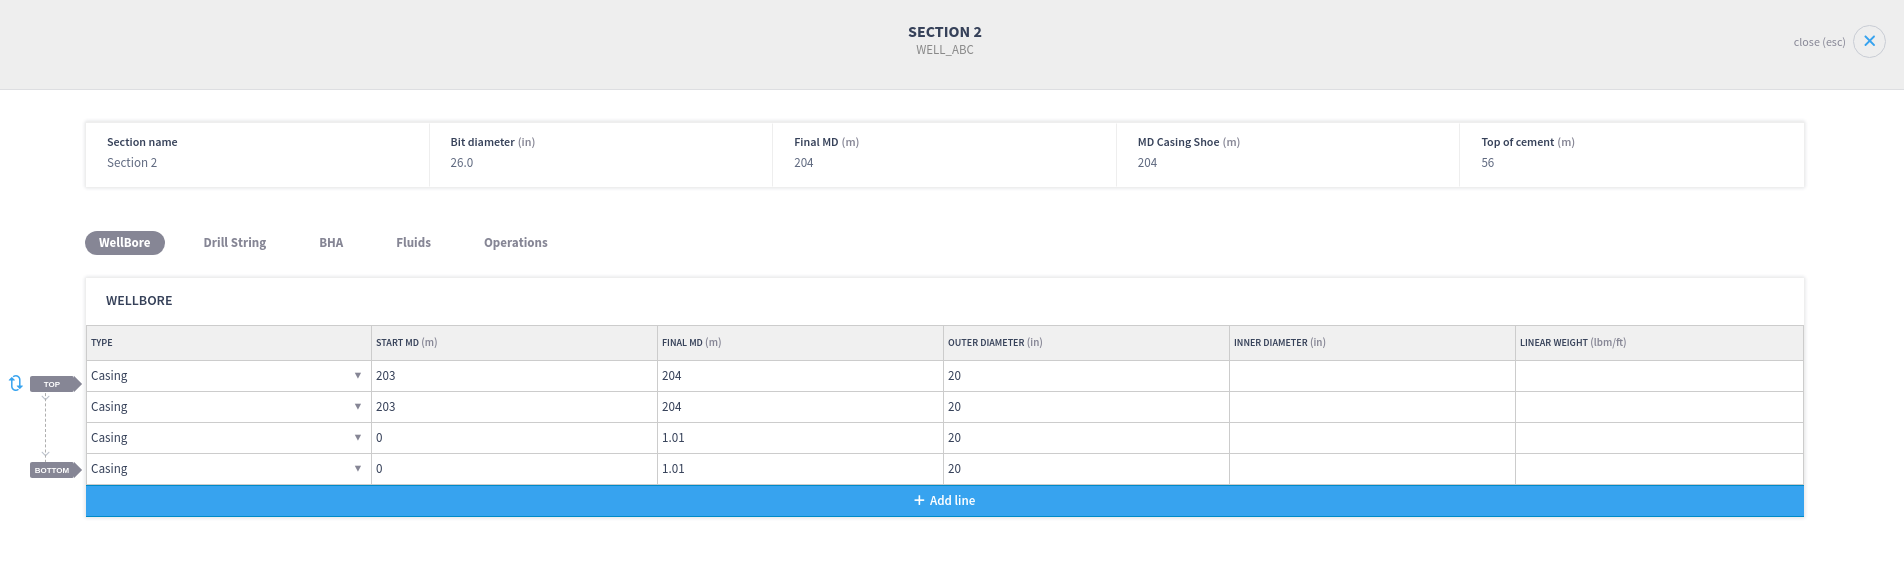 SECTION 2
WELL_ABC
close (esc)
Section name
Section 2
Bit diameter (in)
26.0
Final MD (m)
204
MD Casing Shoe (m)
204
Top of cement (m)
56
WellBore Drill String BHA Fluids Operations
WELLBORE
TYPE START MD (m) FINAL MD (m) OUTER DIAMETER (in) INNER DIAMETER (in) LINEAR WEIGHT (lbm/ft)
TOP
Casing 203 204 20
Casing 203 204 20
Casing 0 1.01 20
BOTTOM
Casing 0 1.01 20
+ Add line